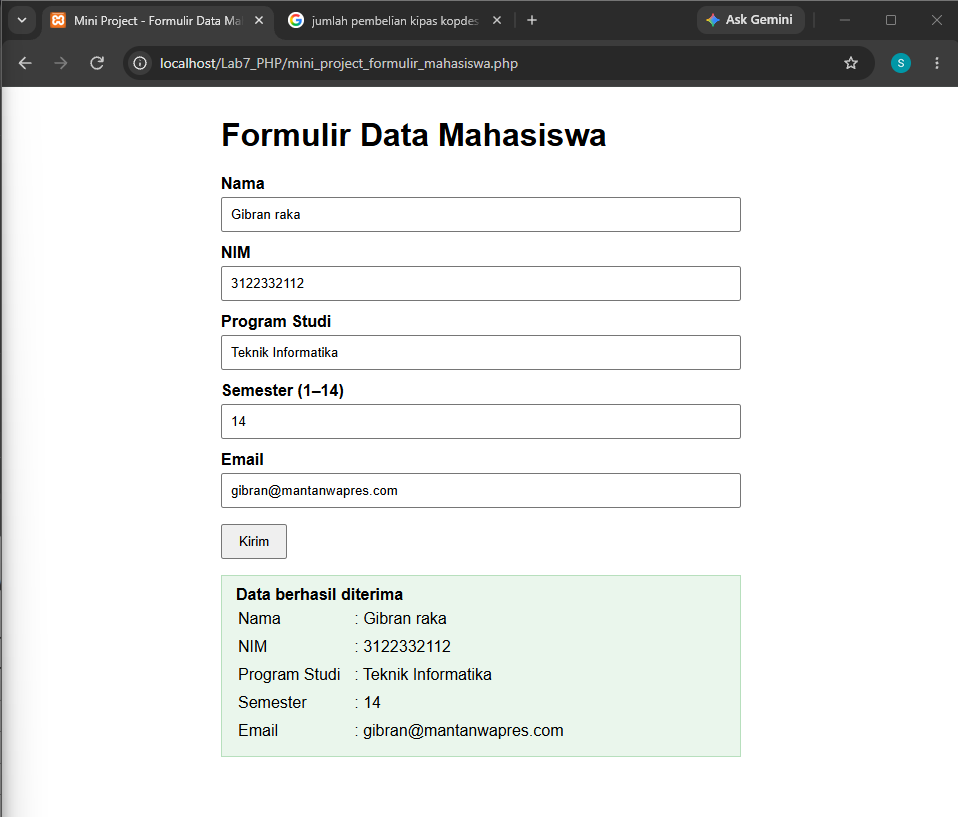 Mini Project - Formulir Data Ma
jumlah pembelian kipas kopdes
Ask Gemini
localhost/Lab7_PHP/mini_project_formulir_mahasiswa.php
S
Formulir Data Mahasiswa
Nama
Gibran raka
NIM
3122332112
Program Studi
Teknik Informatika
Semester (1–14)
14
Email
gibran@mantanwapres.com
Kirim
Data berhasil diterima
Nama : Gibran raka
NIM : 3122332112
Program Studi : Teknik Informatika
Semester : 14
Email : gibran@mantanwapres.com